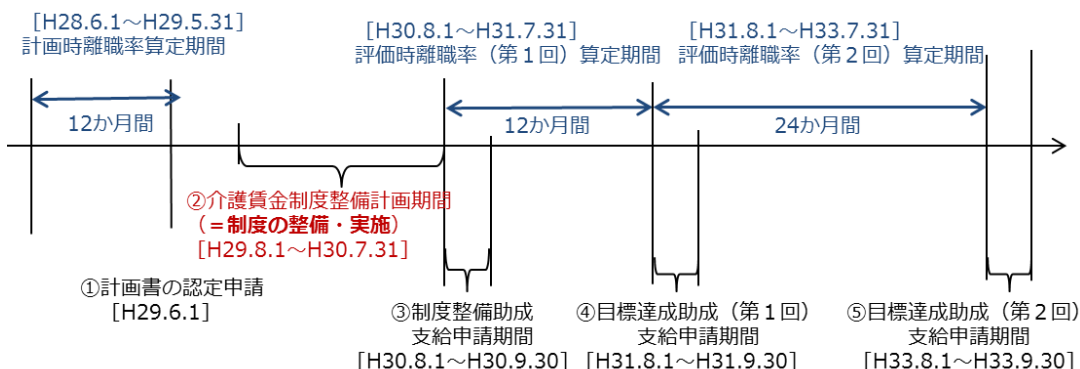 ［H28.6.1～H29.5.31］
計画時離職率算定期間
［H30.8.1～H31.7.31］
評価時離職率（第１回）算定期間
［H31.8.1～H33.7.31］
評価時離職率（第２回）算定期間
12か月間
12か月間
24か月間
②介護賃金制度整備計画期間
（＝制度の整備・実施）
［H29.8.1～H30.7.31］
①計画書の認定申請
［H29.6.1］
③制度整備助成
支給申請期間
［H30.8.1～H30.9.30］
④目標達成助成（第１回）
支給申請期間
［H31.8.1～H31.9.30］
⑤目標達成助成（第２回）
支給申請期間
［H33.8.1～H33.9.30］